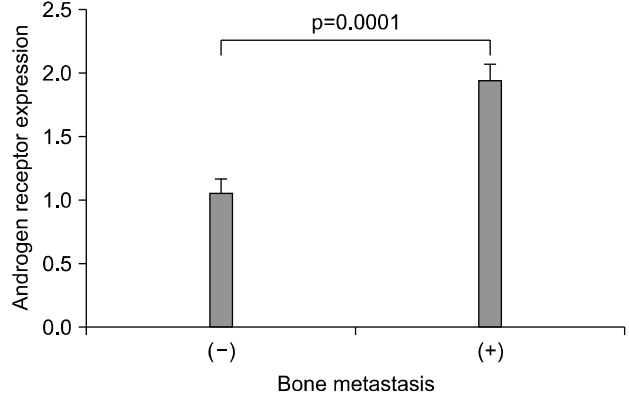 2.5
p=0.0001
2.0
1.5
1.0
0.5
0.0
Androgen receptor expression
(−)
(+)
Bone metastasis